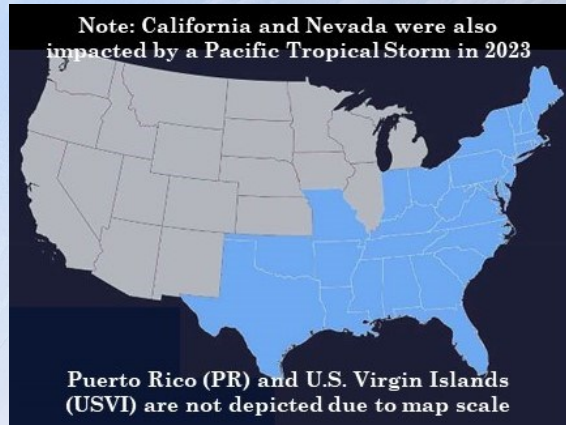 Note: California and Nevada were also
impacted by a Pacific Tropical Storm in 2023
Puerto Rico (PR) and U.S. Virgin Islands
(USVI) are not depicted due to map scale